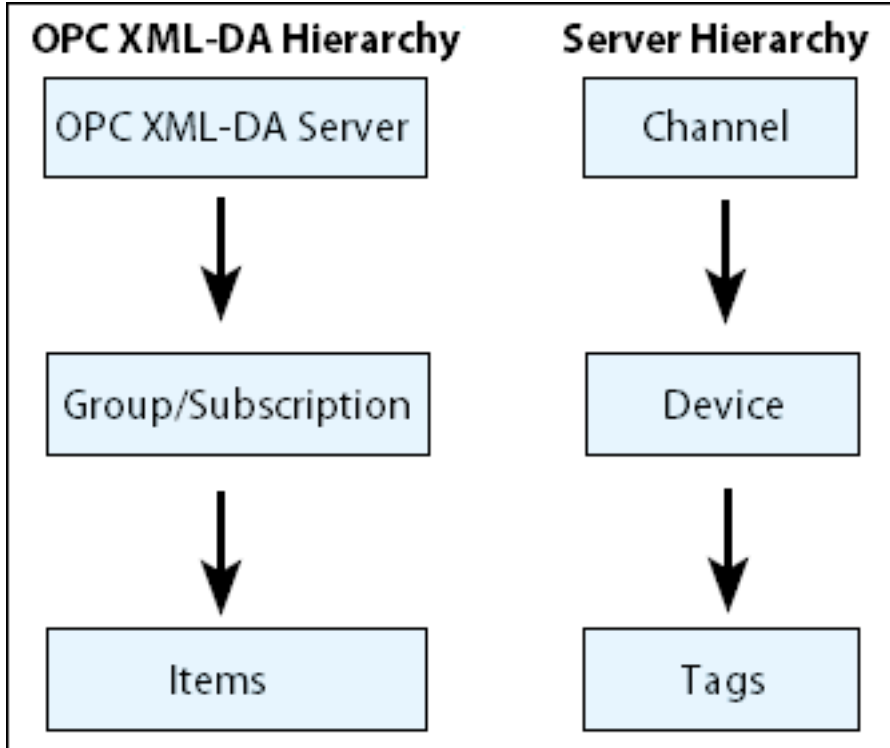 OPC XML-DA Hierarchy
OPC XML-DA Server
Group/Subscription
Items
Server Hierarchy
Channel
Device
Tags